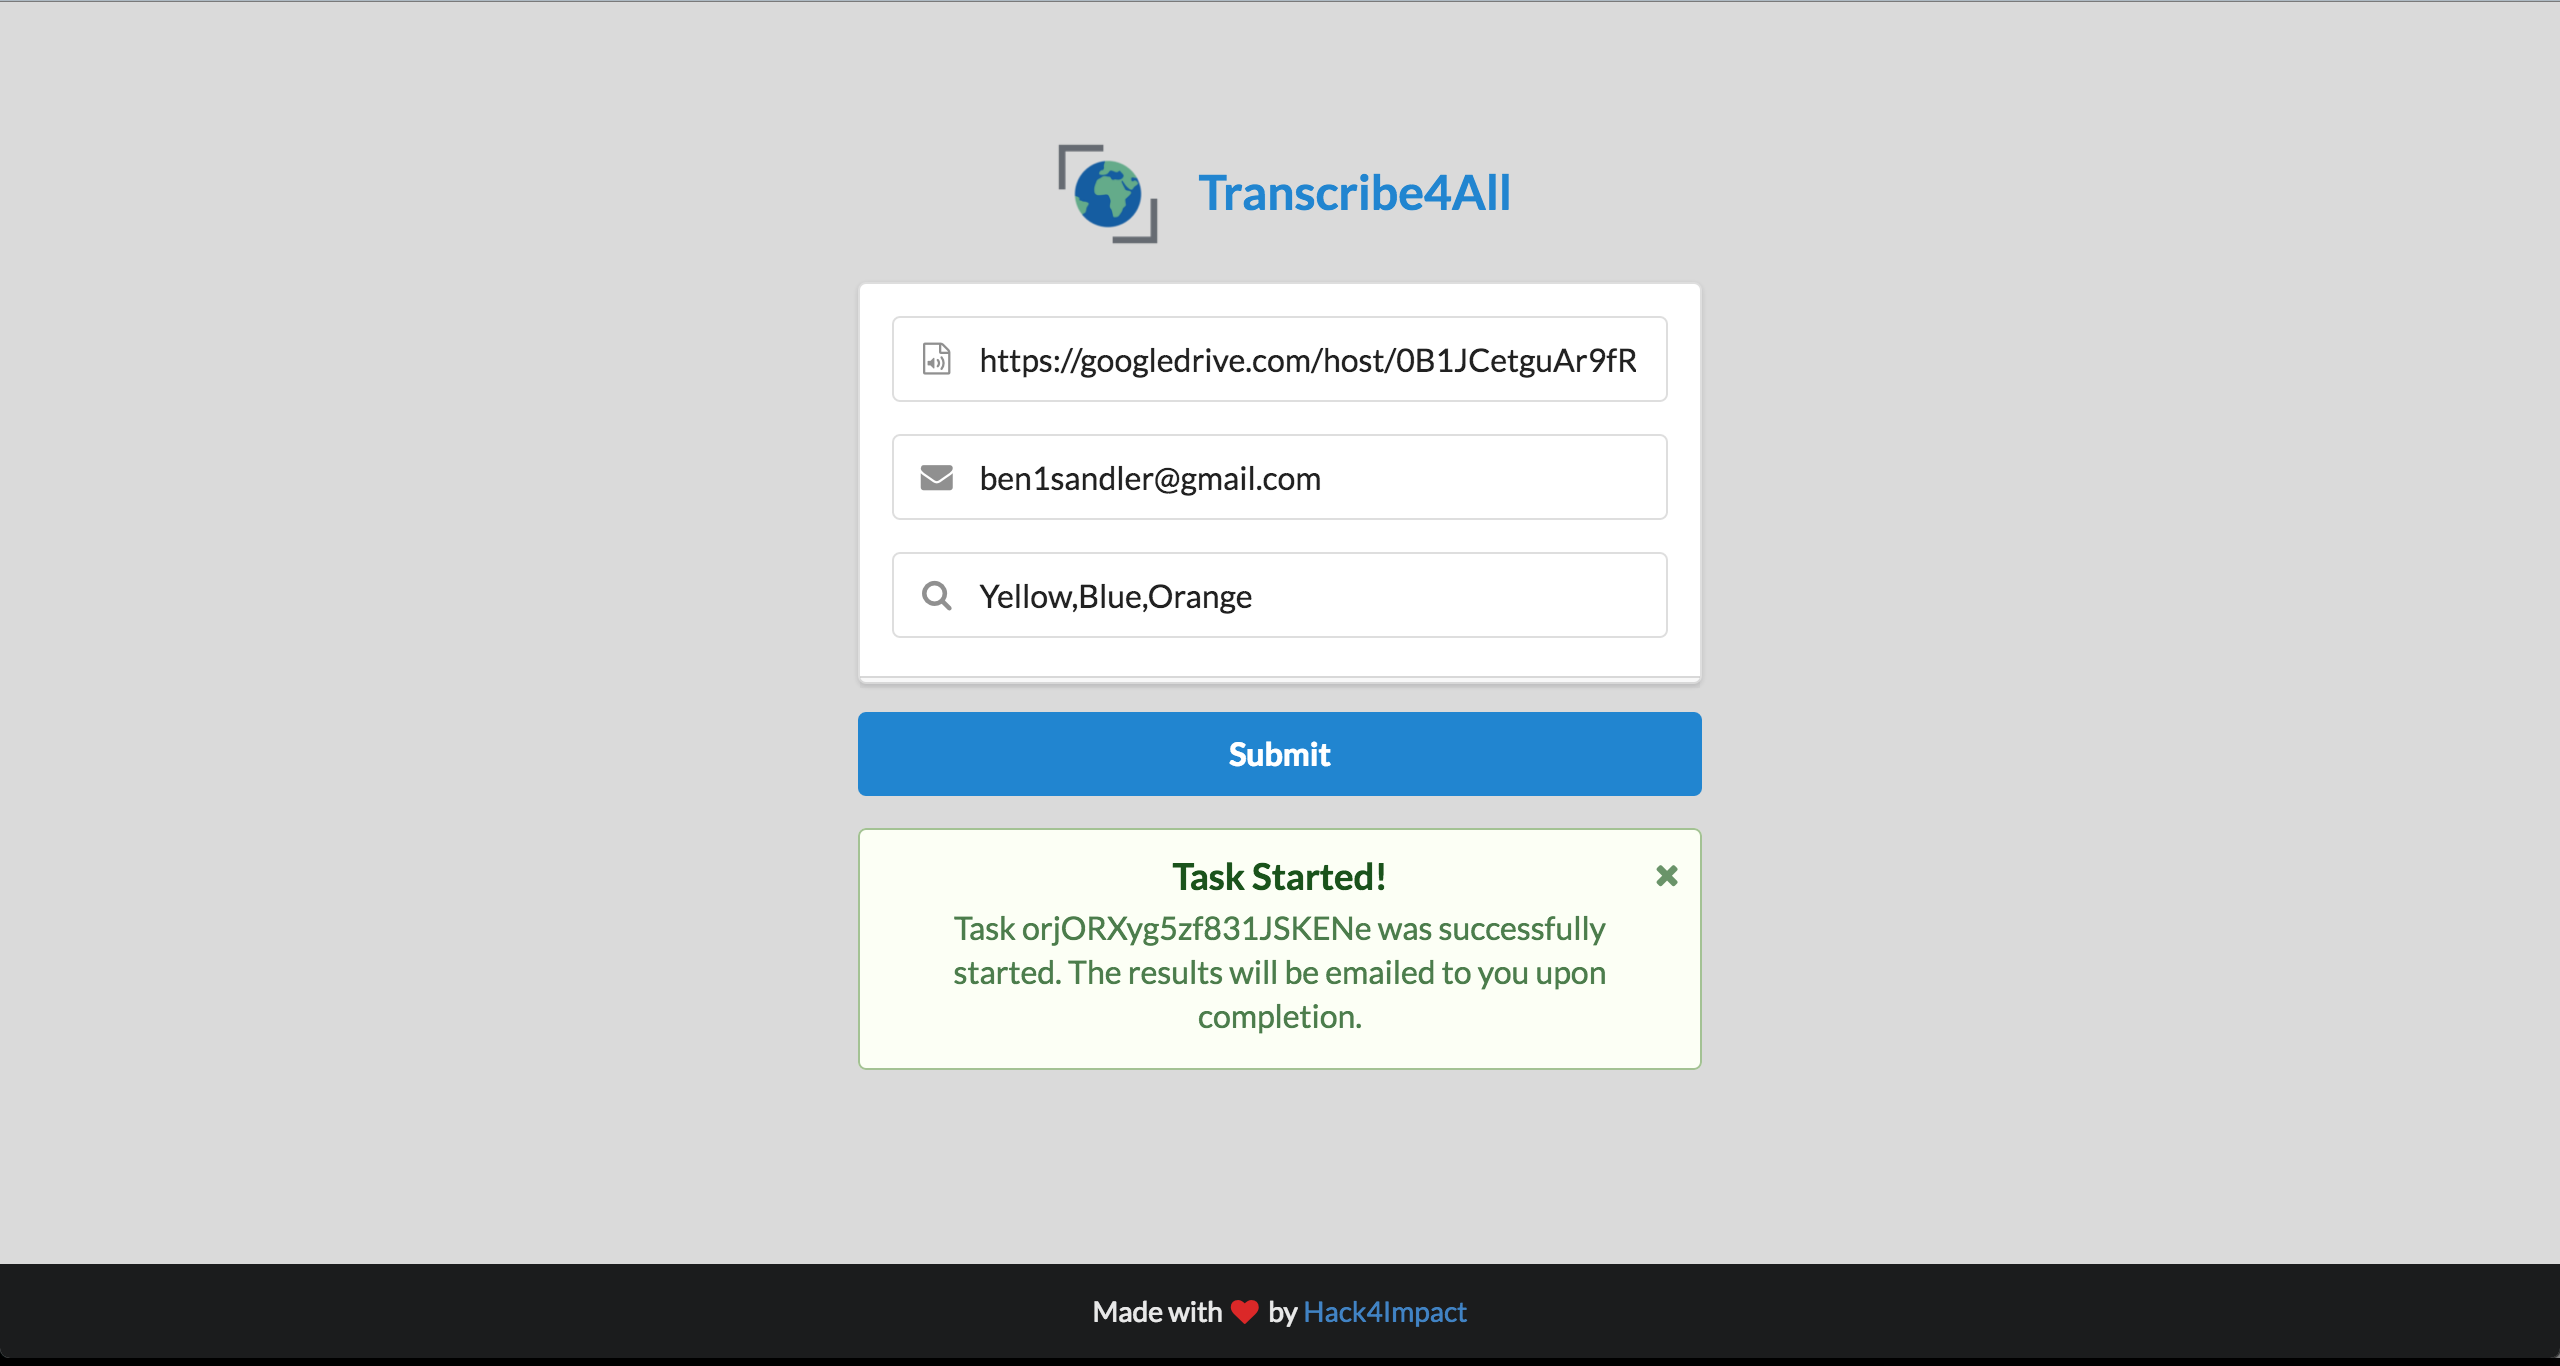 Transcribe4All
https://googledrive.com/host/0B1JCetguAr9fR
ben1sandler@gmail.com
Yellow,Blue,Orange
Submit
Task Started!
Task orjORXyg5zf831JSKENe was successfully
started. The results will be emailed to you upon
completion.
Made with ❤ by Hack4Impact